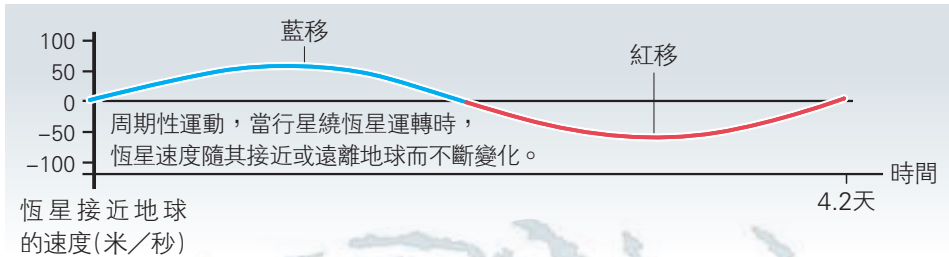 藍移
紅移
100
50
0
–50
–100
周期性運動，當行星繞恆星運轉時，
恆星速度隨其接近或遠離地球而不斷變化。
時間
4.2天
恆星接近地球
的速度(米／秒)